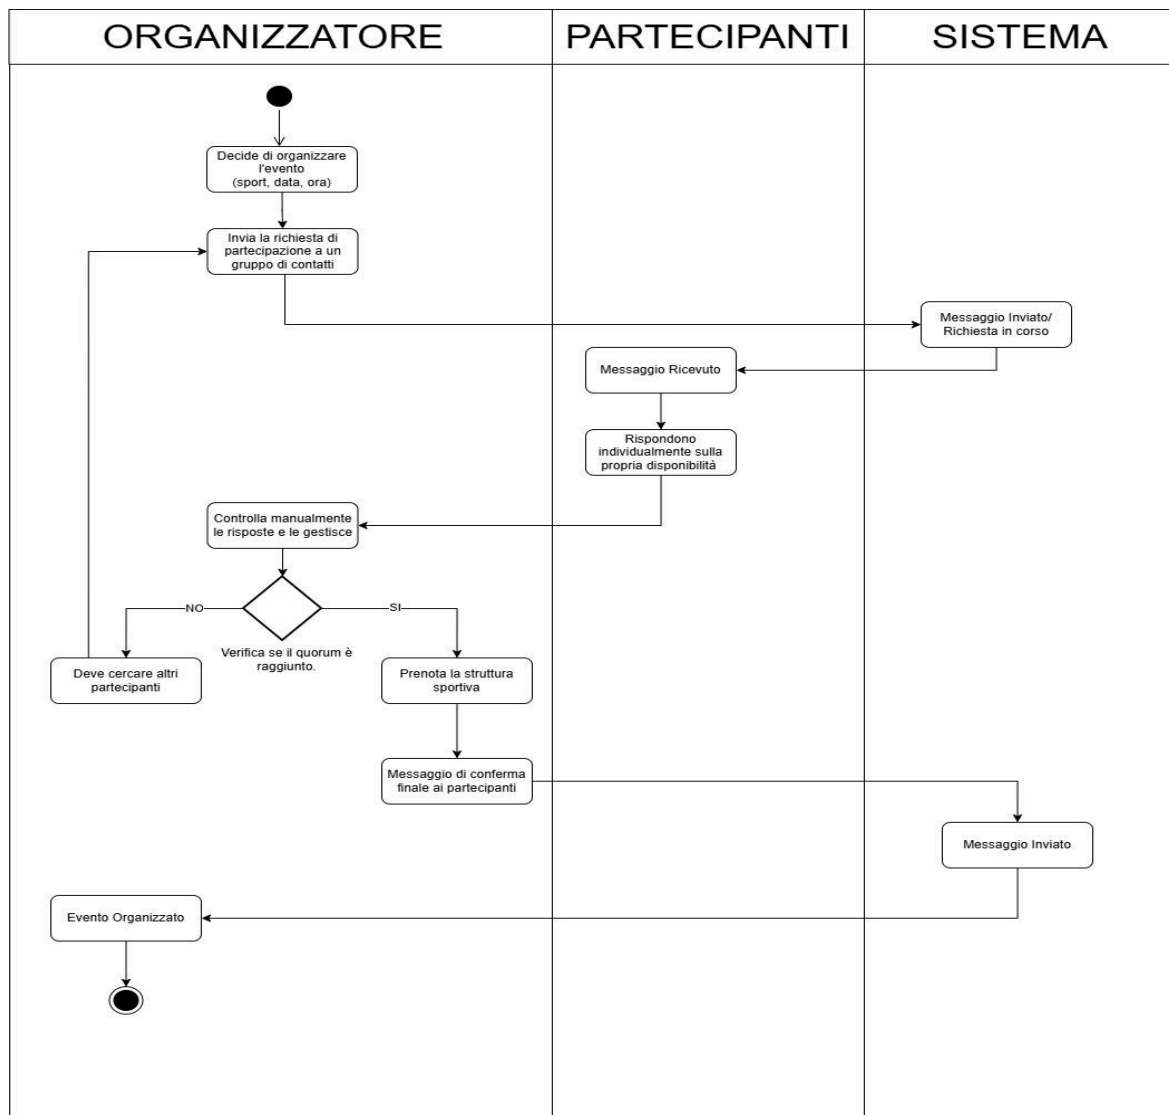 ORGANIZZATORE
PARTECIPANTI
SISTEMA
Decide di organizzare
l'evento
(sport, data, ora)
Invia la richiesta di
partecipazione a un
gruppo di contatti
Messaggio Inviato/
Richiesta in corso
Messaggio Ricevuto
Rispondono
individualmente sulla
propria disponibilità
Controlla manualmente
le risposte e le gestisce
NO
SI
Verifica se il quorum è
raggiunto.
Deve cercare altri
partecipanti
Prenota la struttura
sportiva
Messaggio di conferma
finale ai partecipanti
Messaggio Inviato
Evento Organizzato